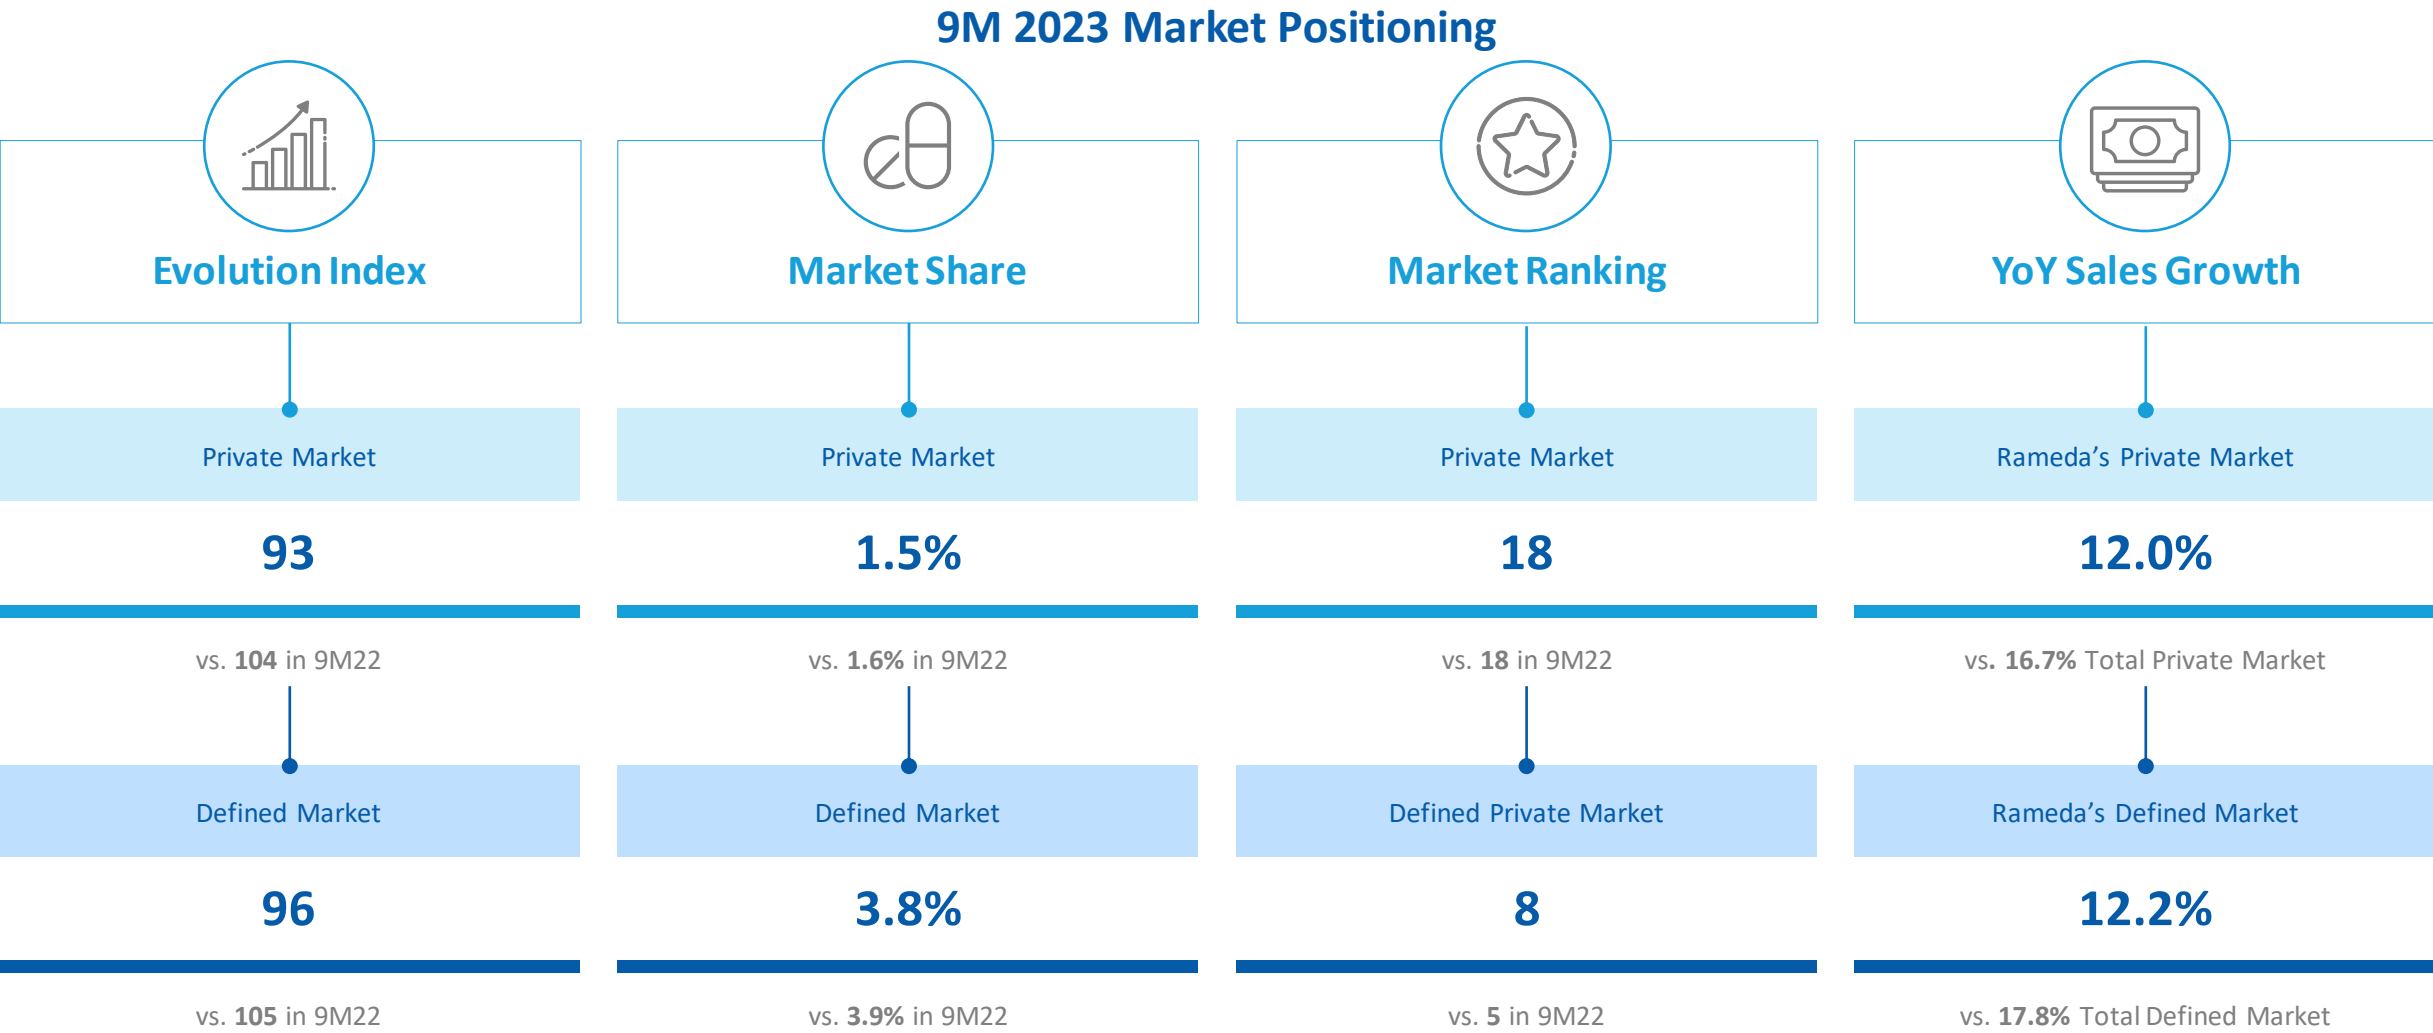 9M 2023 Market Positioning
Evolution Index
Market Share
Market Ranking
YoY Sales Growth
Private Market
Private Market
Private Market
Rameda’s Private Market
93
1.5%
18
12.0%
vs. 104 in 9M22
vs. 1.6% in 9M22
vs. 18 in 9M22
vs. 16.7% Total Private Market
Defined Market
Defined Market
Defined Private Market
Rameda’s Defined Market
96
3.8%
8
12.2%
vs. 105 in 9M22
vs. 3.9% in 9M22
vs. 5 in 9M22
vs. 17.8% Total Defined Market